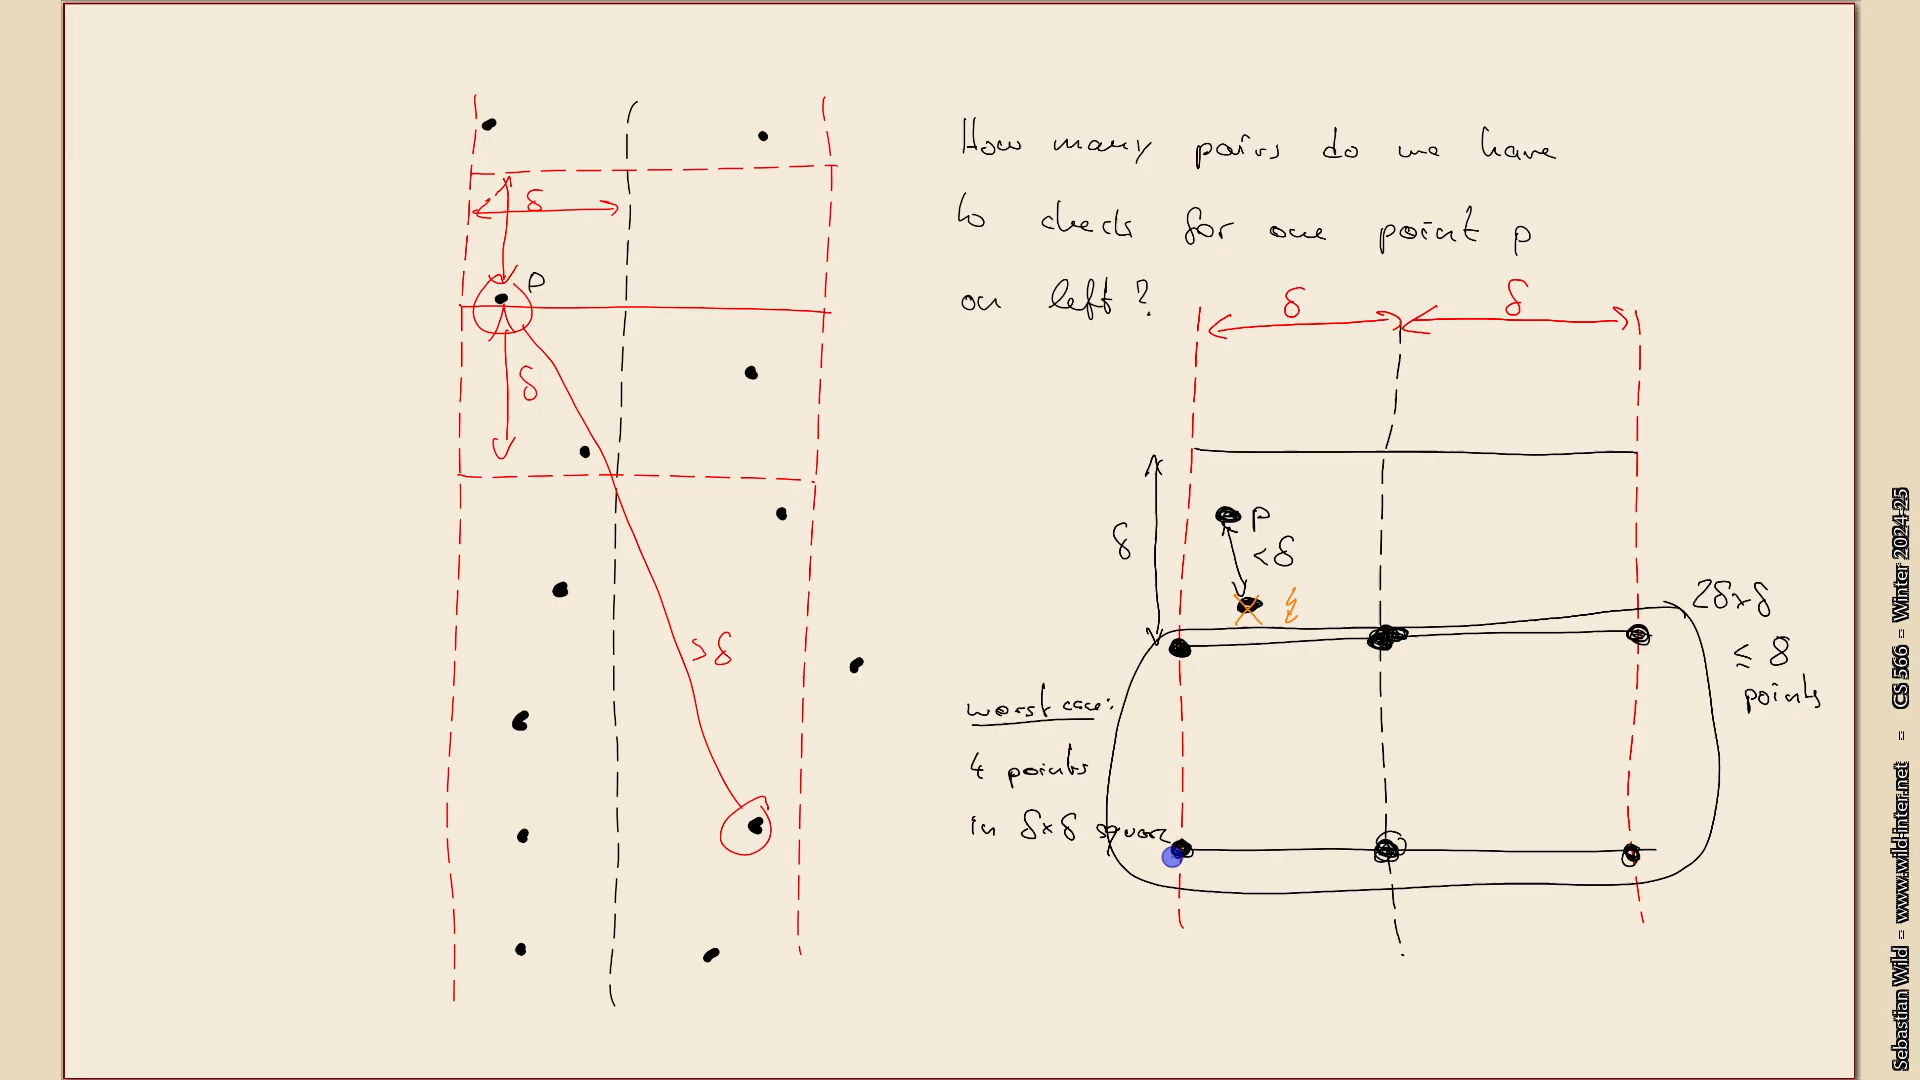 How many pairs do we have
to check for one point p
on left?
δ
p
δ
>δ
δ
δ
δ
p
<δ
2δ×δ
≤ 8
points
worst case:
4 points
in δ×δ square
Sebastian Wild - www.wild-inter.net - CS 566 - Winter 2024-25